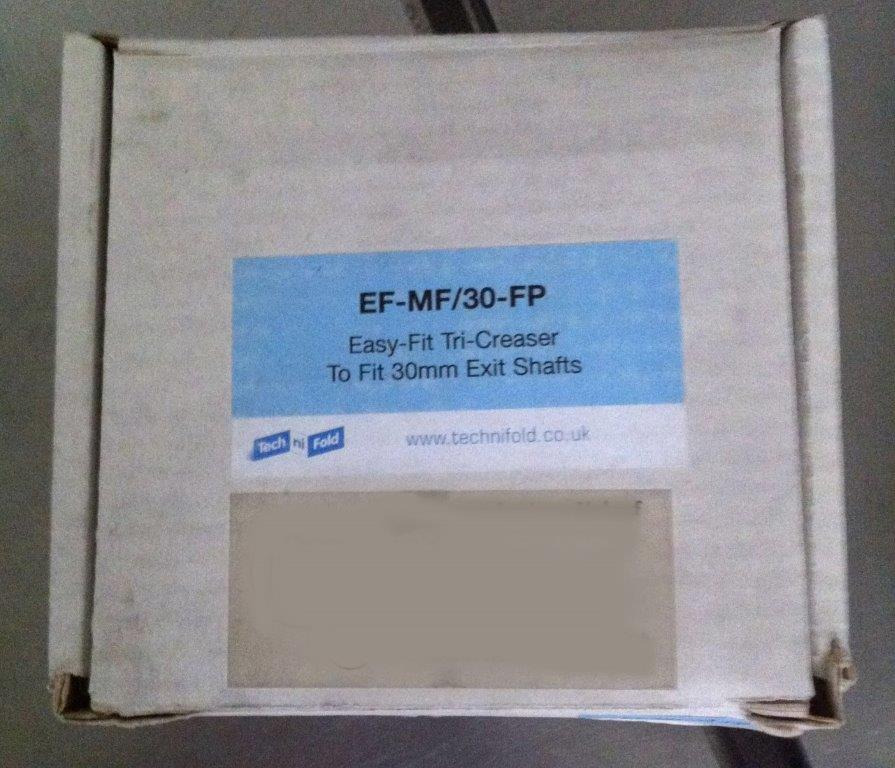 EF-MF/30-FP
Easy-Fit Tri-Creaser
To Fit 30mm Exit Shafts
Tech ni Fold
www.technifold.co.uk